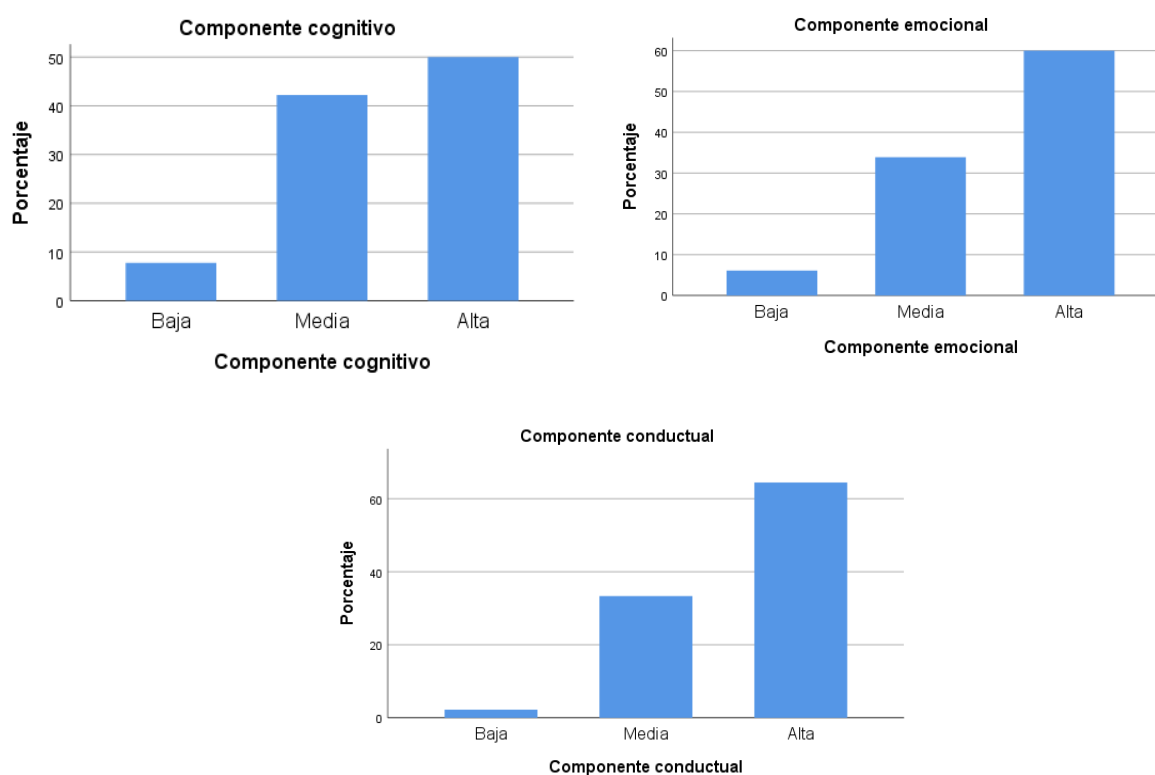 Componente cognitivo
50
40
30
20
10
0
Porcentaje
Baja Media Alta
Componente cognitivo
Componente emocional
60
50
40
30
20
10
0
Porcentaje
Baja Media Alta
Componente emocional
Componente conductual
60
40
20
0
Porcentaje
Baja Media Alta
Componente conductual